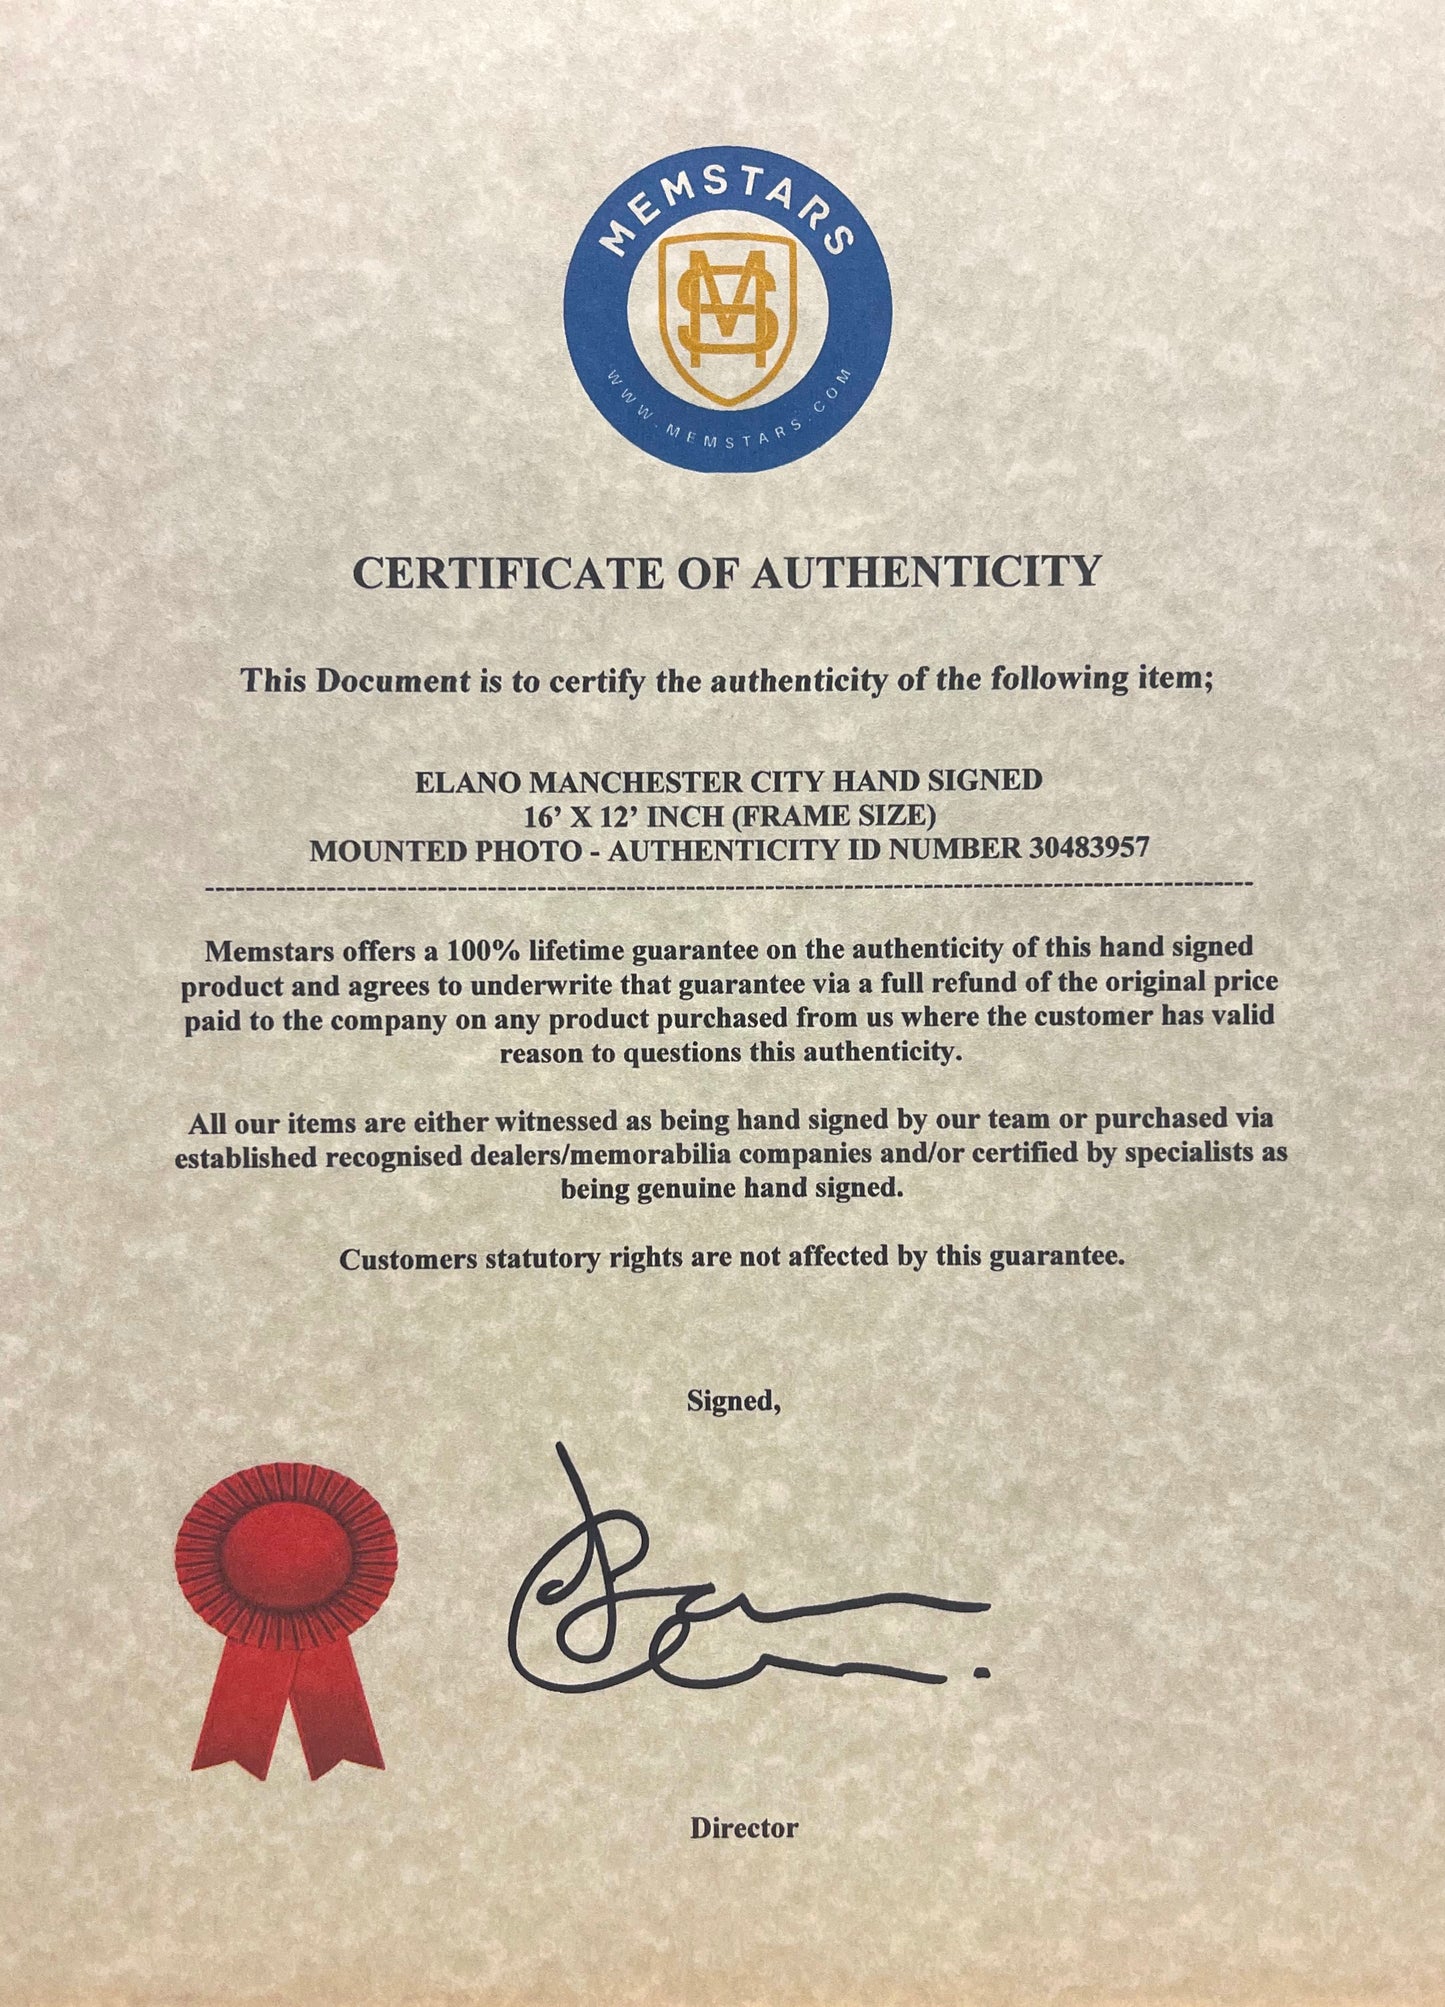 MEMSTARS
MS
WWW.MEMSTARS.COM
CERTIFICATE OF AUTHENTICITY
This Document is to certify the authenticity of the following item;
ELANO MANCHESTER CITY HAND SIGNED
16’ X 12’ INCH (FRAME SIZE)
MOUNTED PHOTO - AUTHENTICITY ID NUMBER 30483957
Memstars offers a 100% lifetime guarantee on the authenticity of this hand signed
product and agrees to underwrite that guarantee via a full refund of the original price
paid to the company on any product purchased from us where the customer has valid
reason to questions this authenticity.
All our items are either witnessed as being hand signed by our team or purchased via
established recognised dealers/memorabilia companies and/or certified by specialists as
being genuine hand signed.
Customers statutory rights are not affected by this guarantee.
Signed,
Director